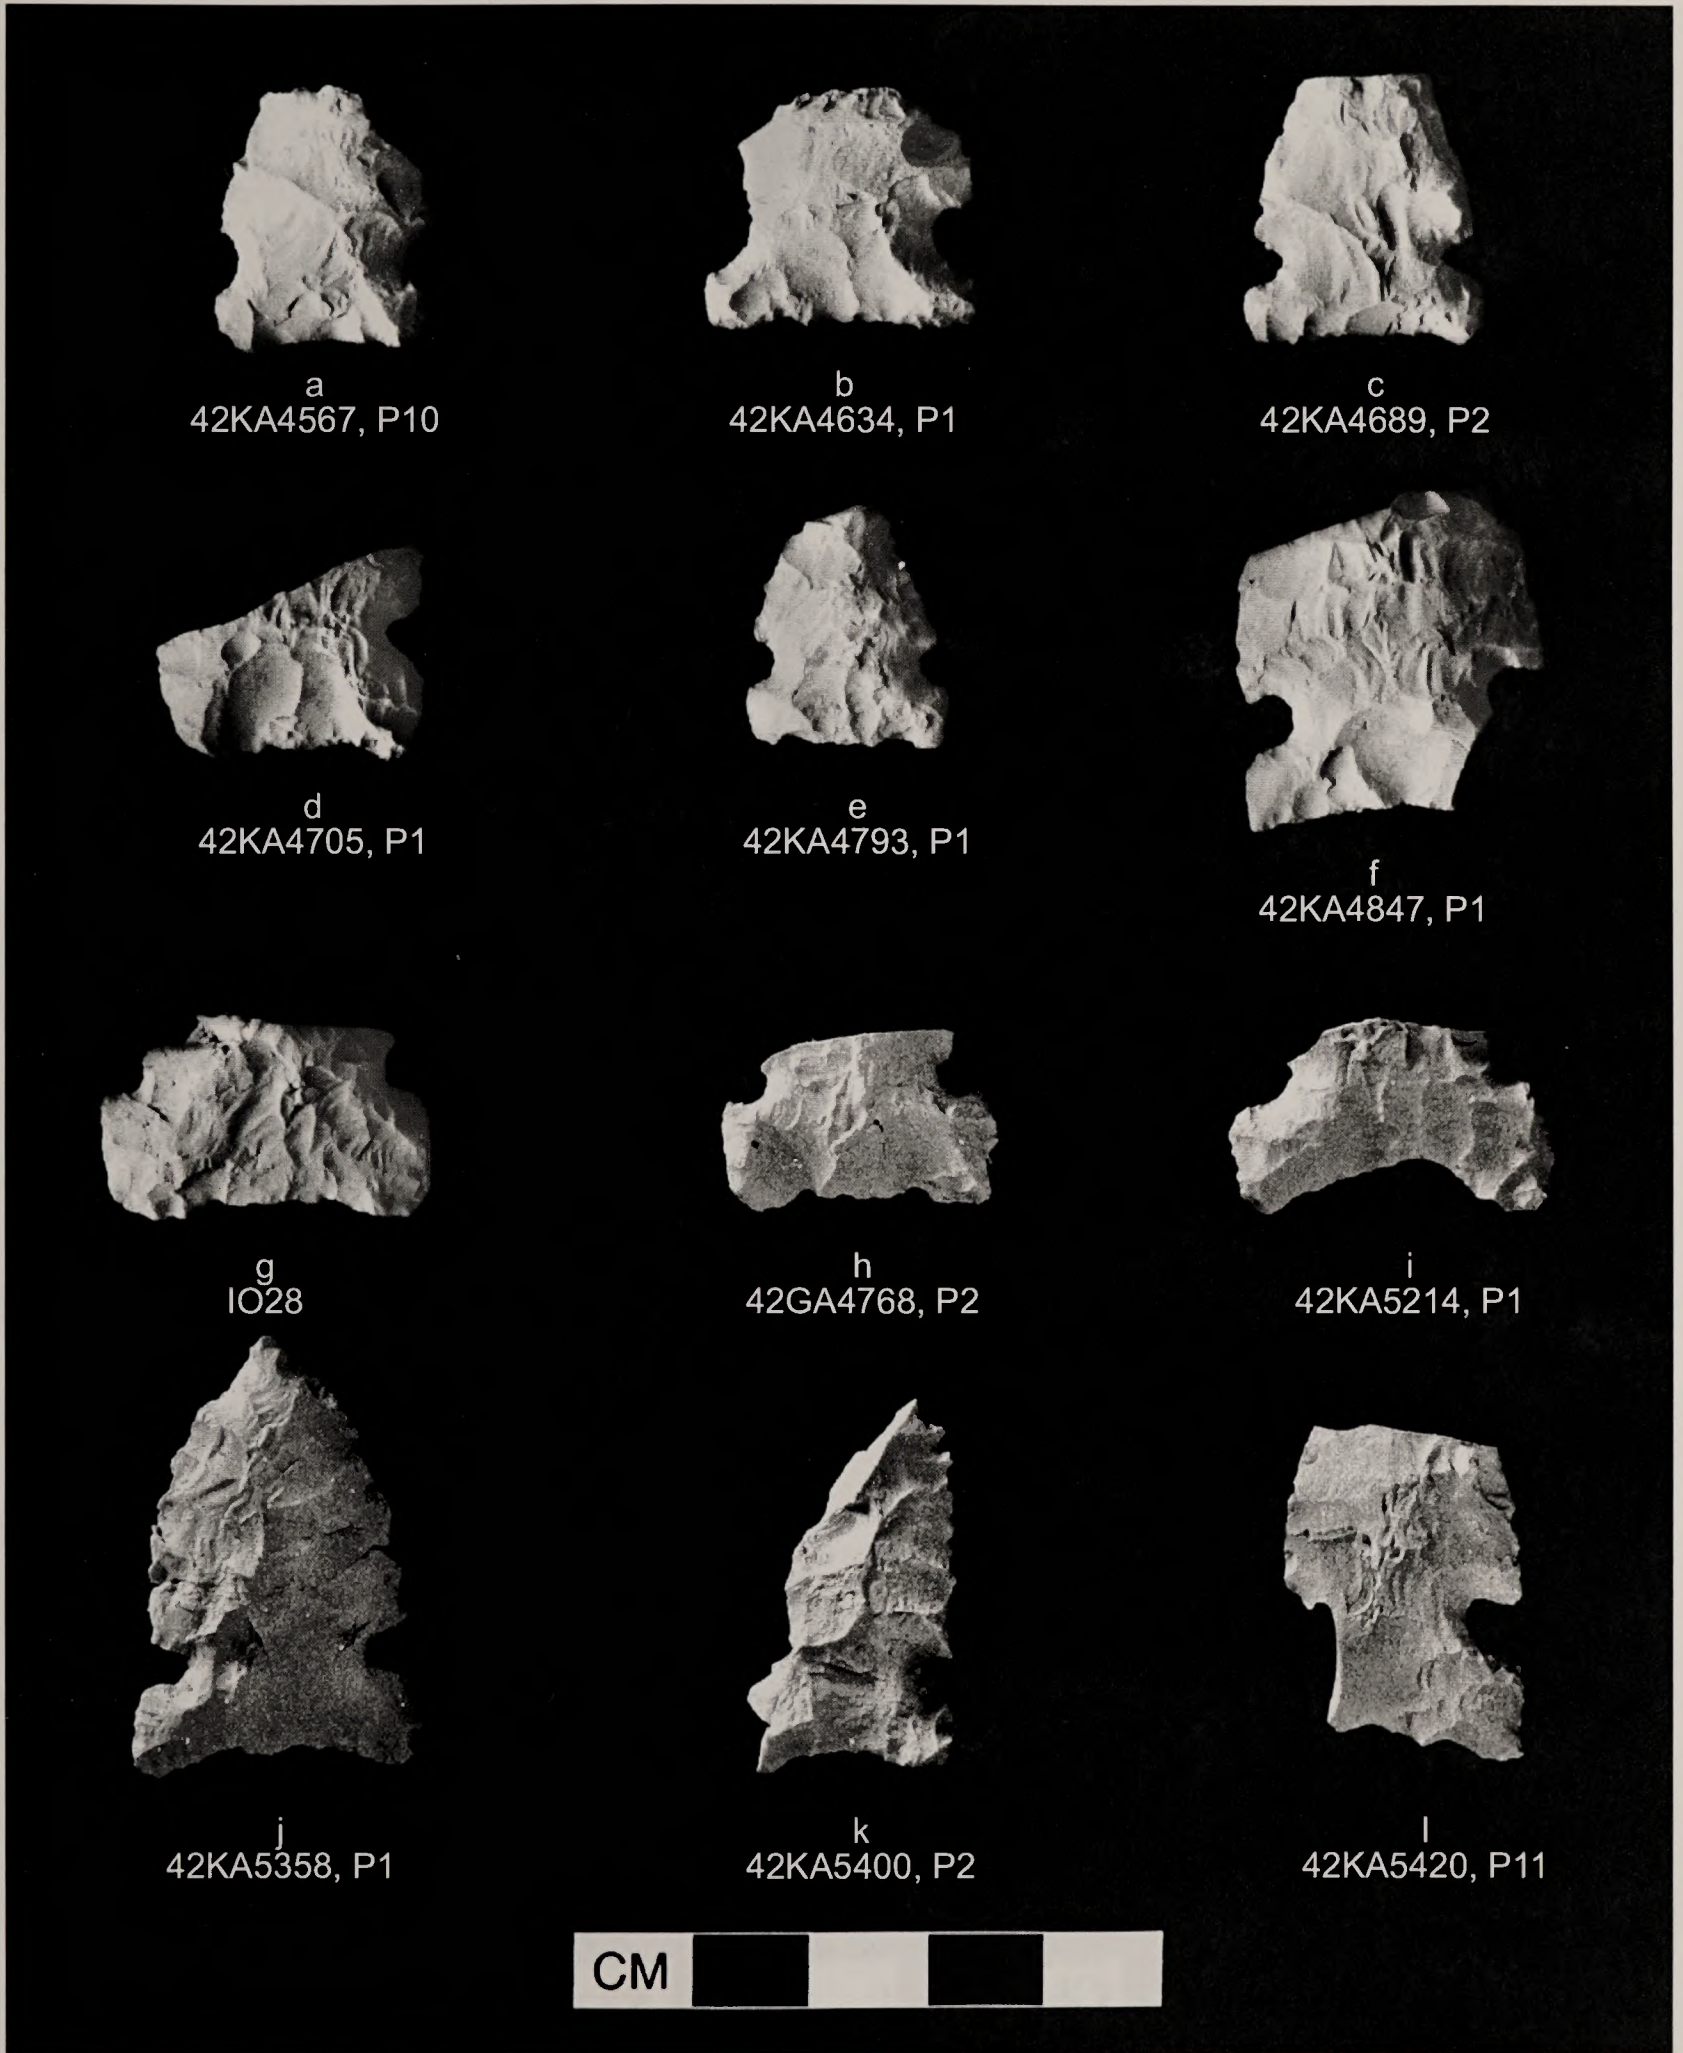 a
42KA4567, P10
b
42KA4634, P1
c
42KA4689, P2
d
42KA4705, P1
e
42KA4793, P1
f
42KA4847, P1
g
IO28
h
42GA4768, P2
i
42KA5214, P1
j
42KA5358, P1
k
42KA5400, P2
l
42KA5420, P11
CM